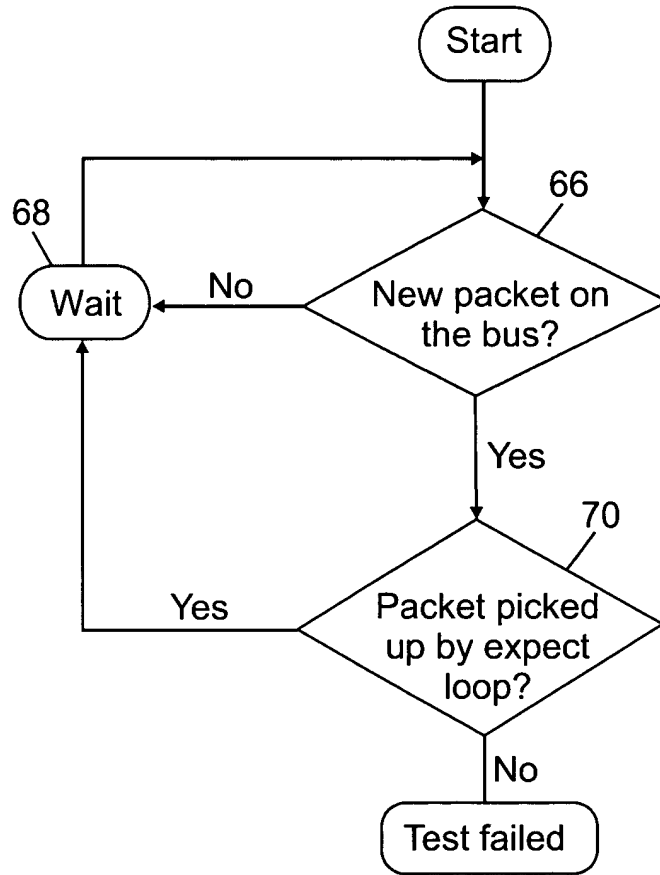 Start
66
68
New packet on
the bus?
No
Wait
Yes
70
Yes
Packet picked
up by expect
loop?
No
Test failed